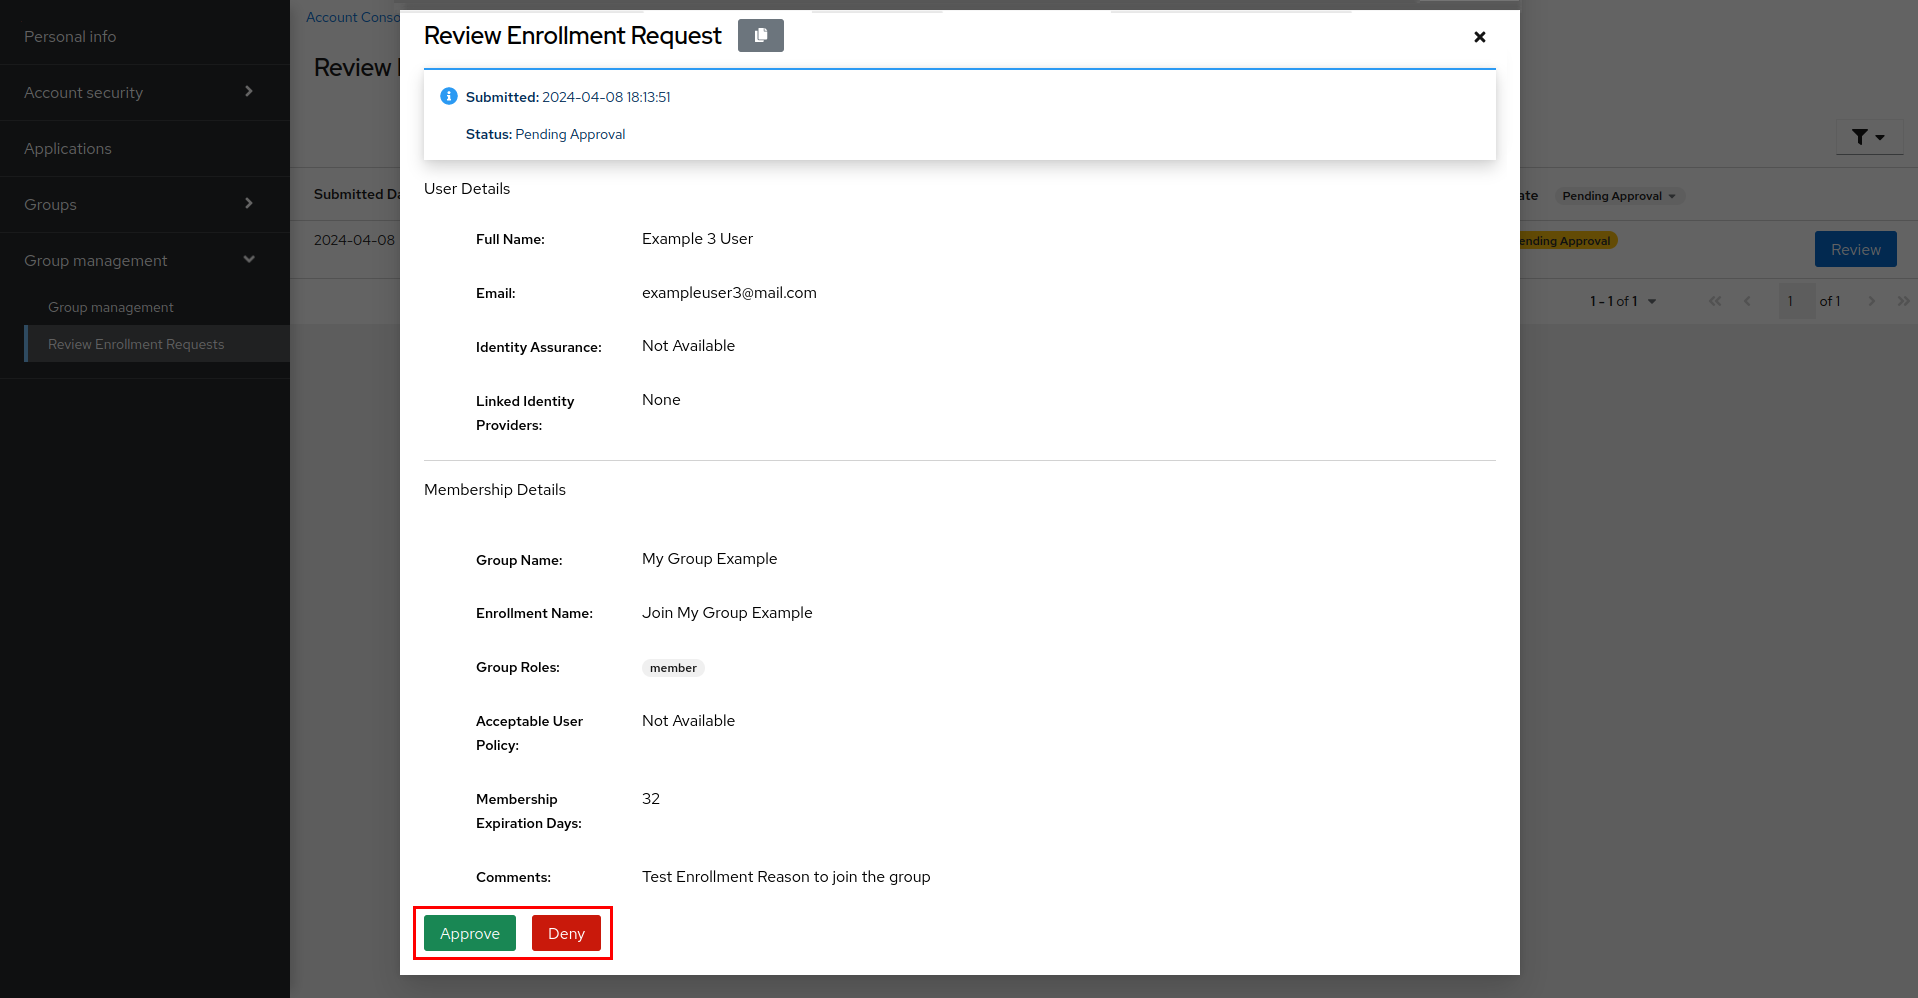 Personal info
Account security
Applications
Groups
Group management
Group management
Review Enrollment Requests
Account Conso
Review
Submitted Da
2024-04-08
Review Enrollment Request
Submitted: 2024-04-08 18:13:51
Status: Pending Approval
User Details
Full Name: Example 3 User
Email: exampleuser3@mail.com
Identity Assurance: Not Available
Linked Identity None
Providers:
Membership Details
Group Name: My Group Example
Enrollment Name: Join My Group Example
Group Roles: member
Acceptable User Not Available
Policy:
Membership 32
Expiration Days:
Comments: Test Enrollment Reason to join the group
Approve Deny
ate Pending Approval
ending Approval Review
1 - 1 of 1 1 of 1